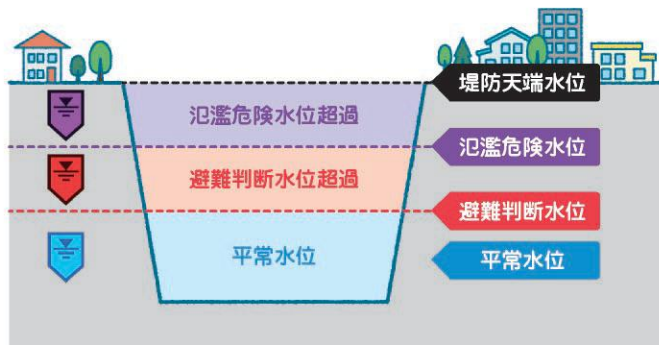 堤防天端水位
氾濫危険水位超過
氾濫危険水位
避難判断水位超過
避難判断水位
平常水位
平常水位